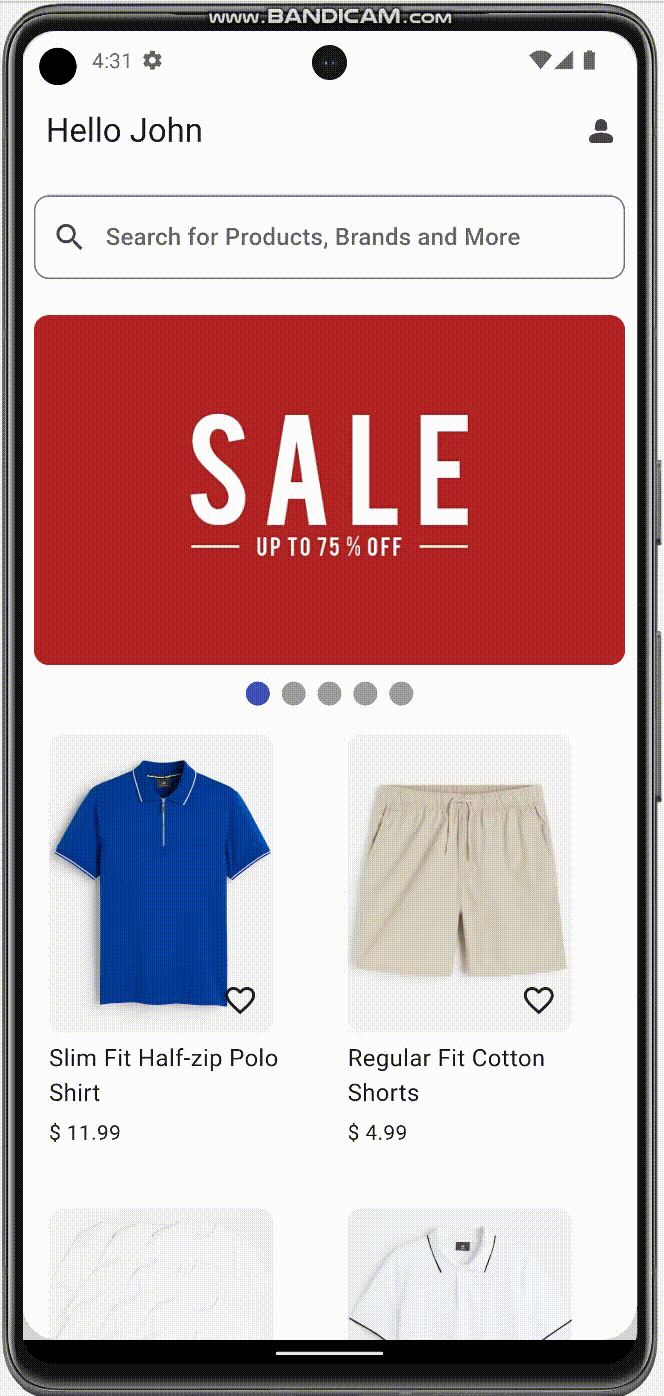 www.BANDICAM.com
4:31
Hello John
Search for Products, Brands and More
SALE
UP TO 75% OFF
Slim Fit Half-zip Polo
Shirt
$ 11.99
Regular Fit Cotton
Shorts
$ 4.99